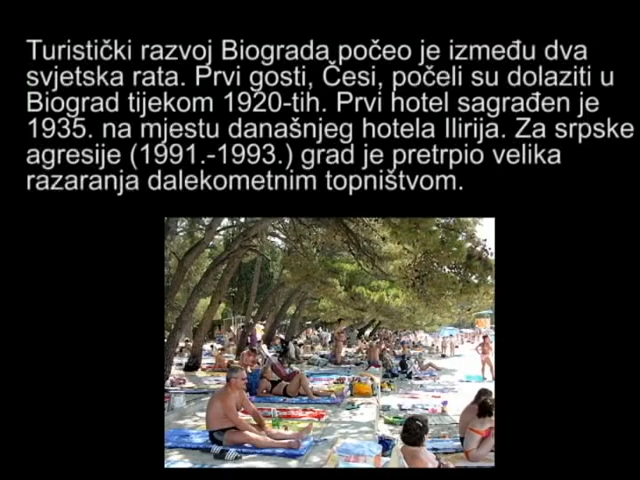 Turistički razvoj Biograda počeo je između dva
svjetska rata. Prvi gosti, Česi, počeli su dolaziti u
Biograd tijekom 1920-tih. Prvi hotel sagrađen je
1935. na mjestu današnjeg hotela Ilirija. Za srpske
agresije (1991.-1993.) grad je pretrpio velika
razaranja dalekometnim topništvom.